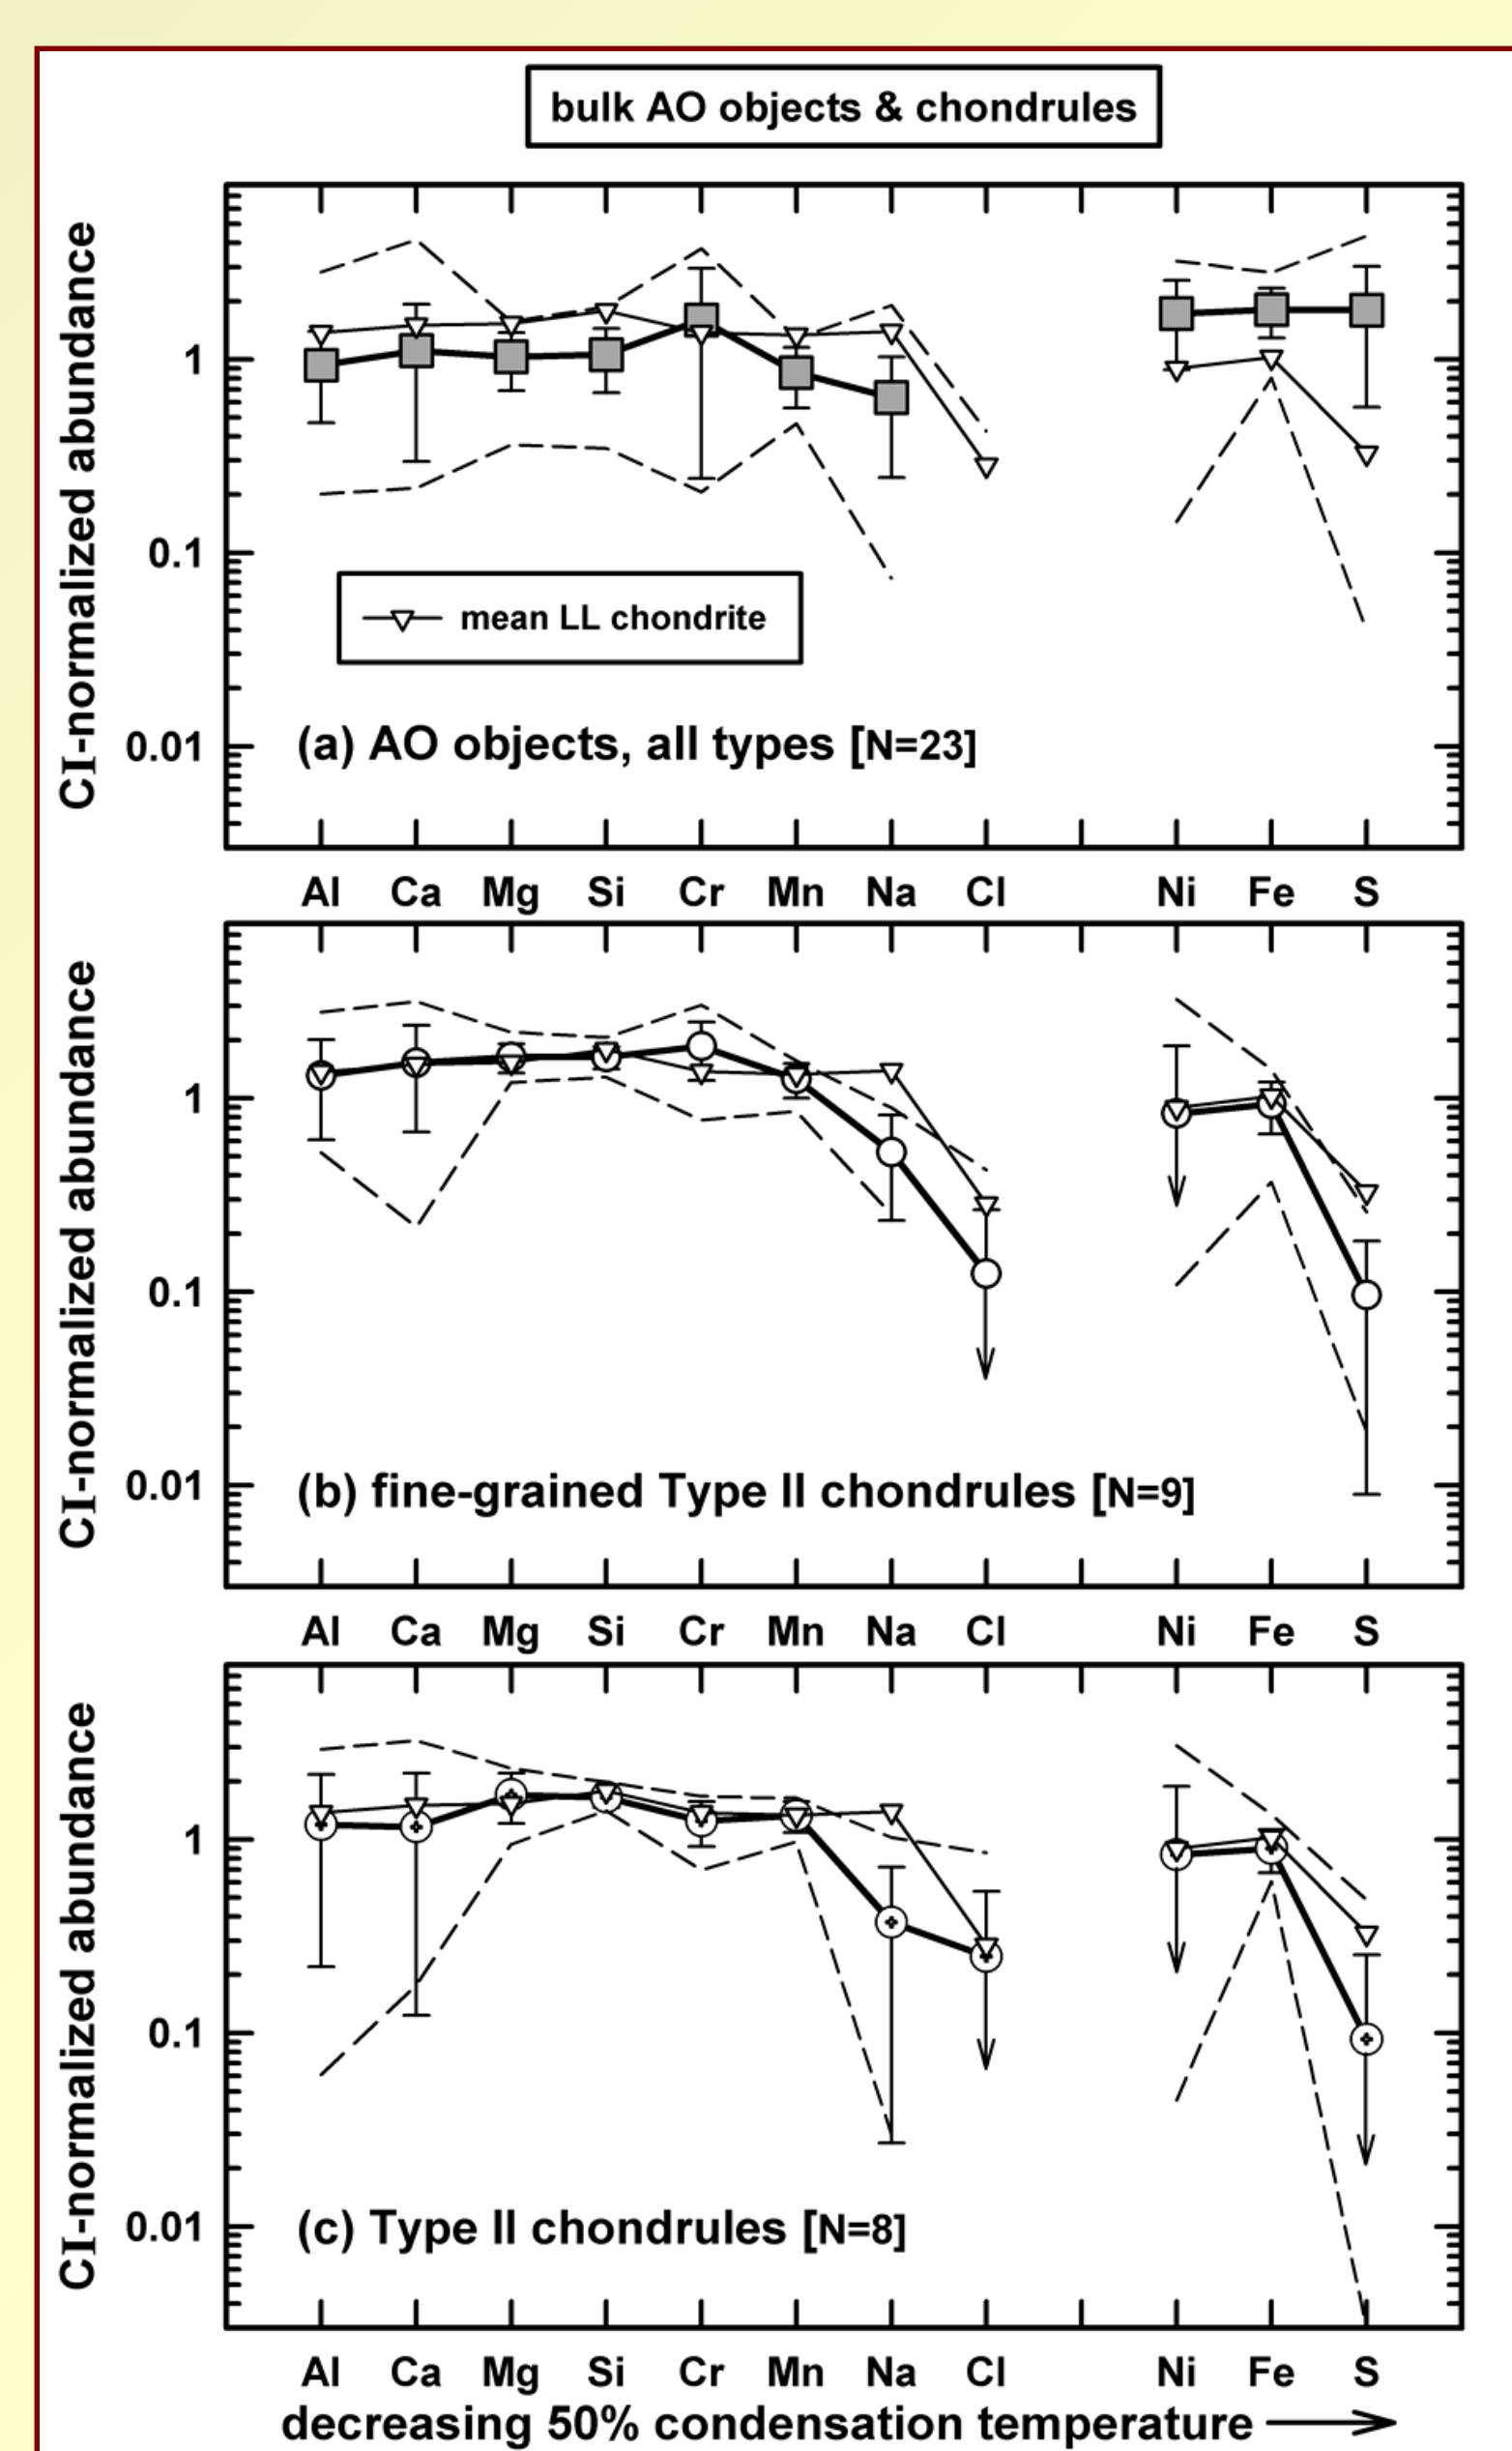 bulk AO objects & chondrules
CI-normalized abundance
1
0.1
0.01
mean LL chondrite
(a) AO objects, all types [N=23]
Al Ca Mg Si Cr Mn Na Cl Ni Fe S
CI-normalized abundance
1
0.1
0.01
(b) fine-grained Type II chondrules [N=9]
Al Ca Mg Si Cr Mn Na Cl Ni Fe S
CI-normalized abundance
1
0.1
0.01
(c) Type II chondrules [N=8]
Al Ca Mg Si Cr Mn Na Cl Ni Fe S
decreasing 50% condensation temperature